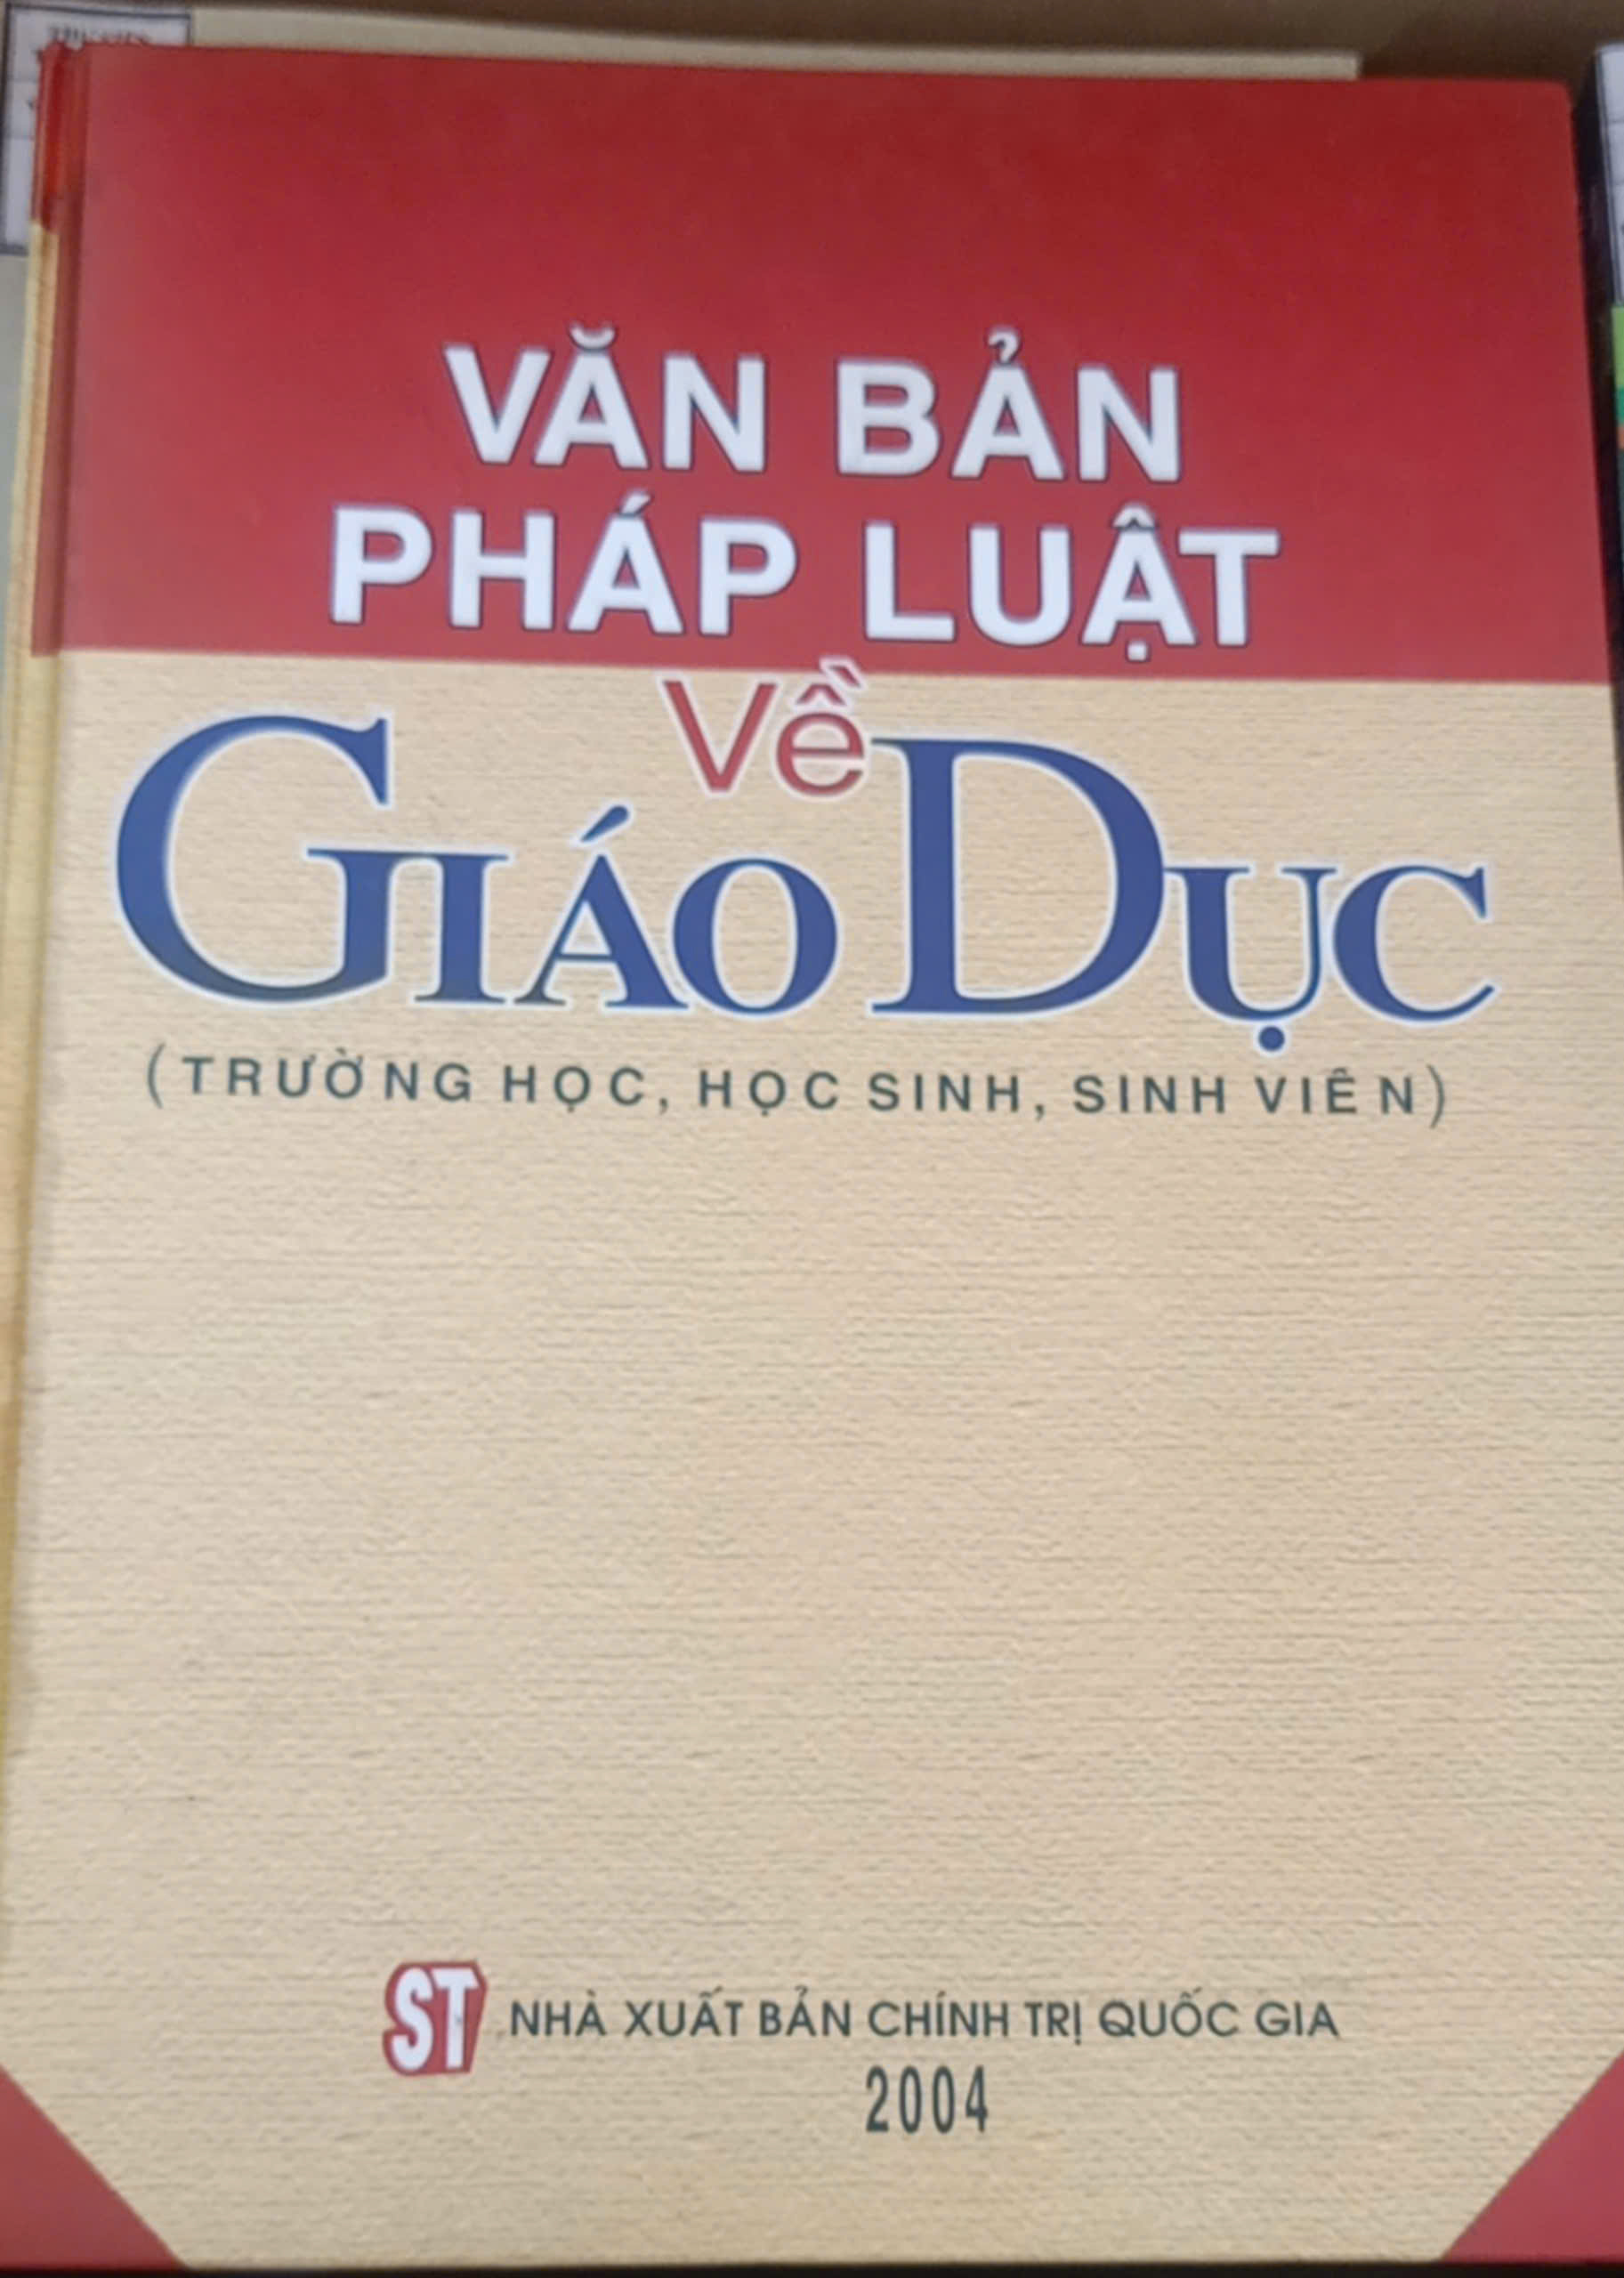 VĂN BẢN
PHÁP LUẬT
Về
GIÁO DỤC
(TRƯỜNG HỌC, HỌC SINH, SINH VIÊN)
ST NHÀ XUẤT BẢN CHÍNH TRỊ QUỐC GIA
2004